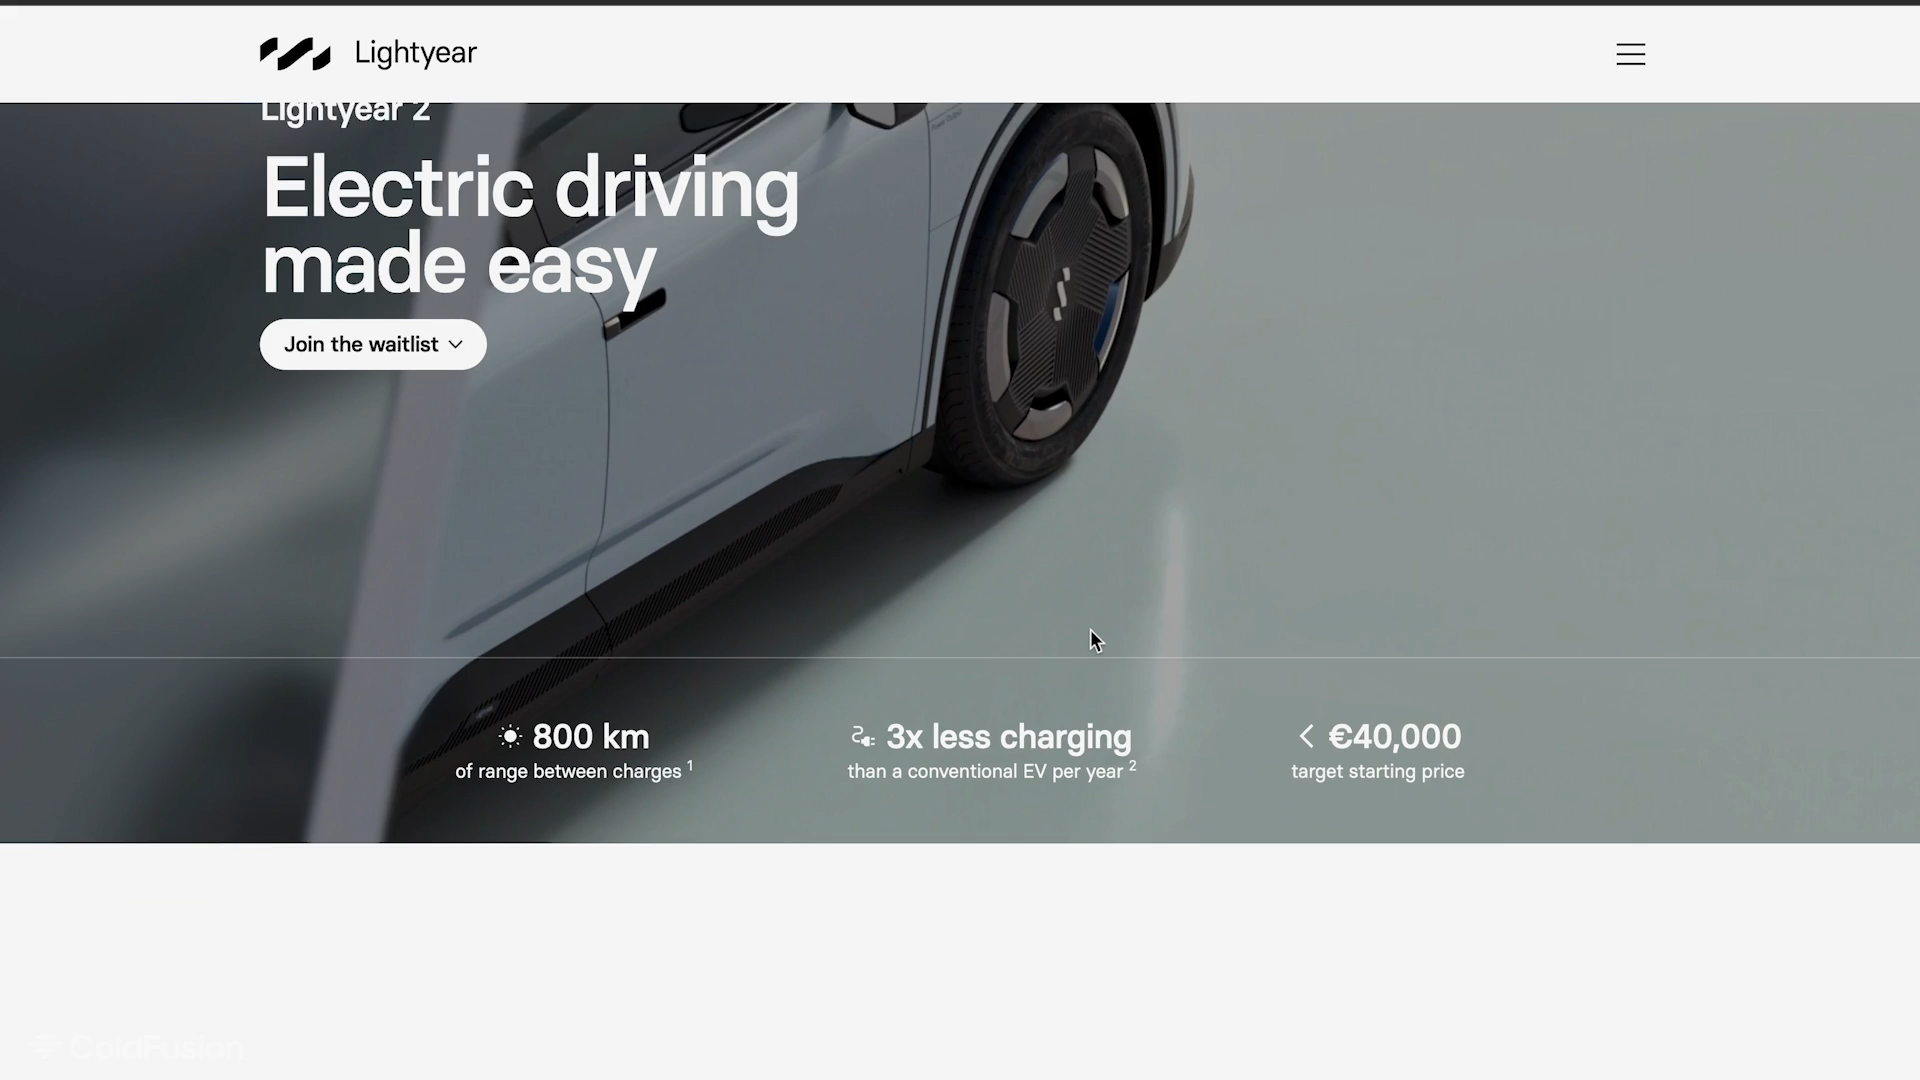 Lightyear
Lightyear 2
Electric driving
made easy
Join the waitlist
800 km
of range between charges 1
3x less charging
than a conventional EV per year 2
< €40,000
target starting price
ColdFusion